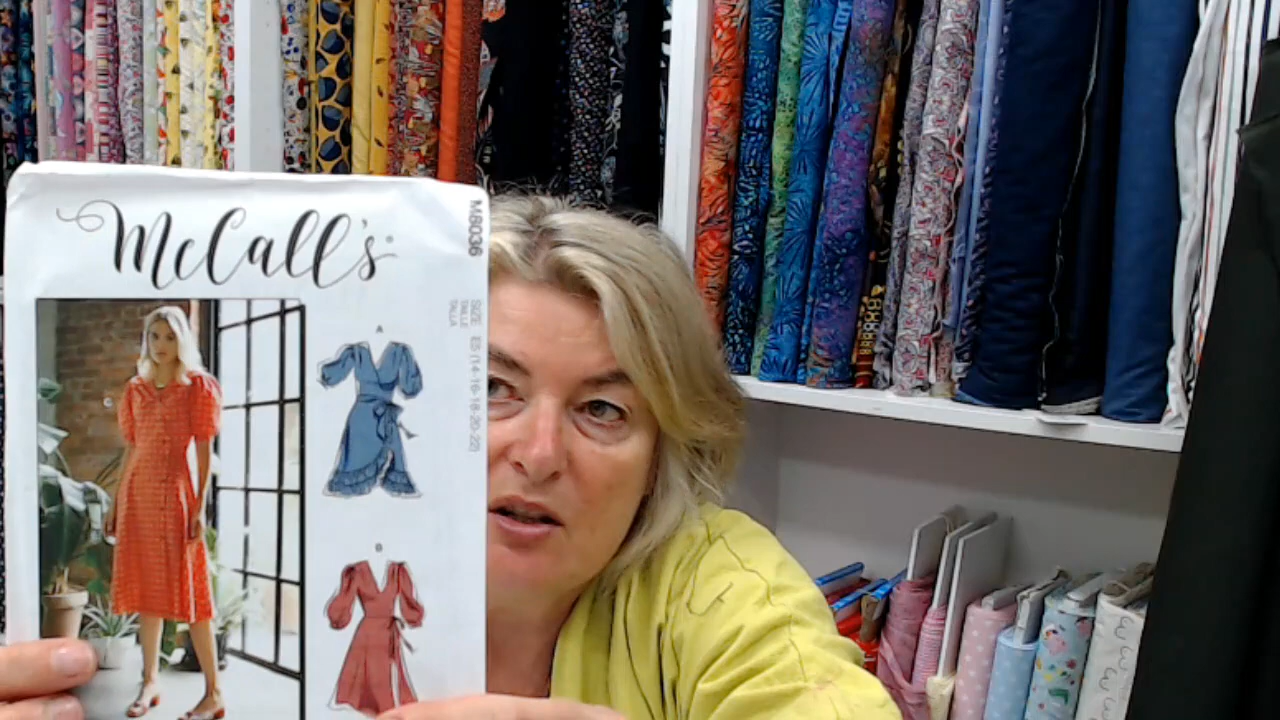 McCall's
M8036
SIZE E5 (14-16-18-20-22)
TAILLE
TALLA
A
B